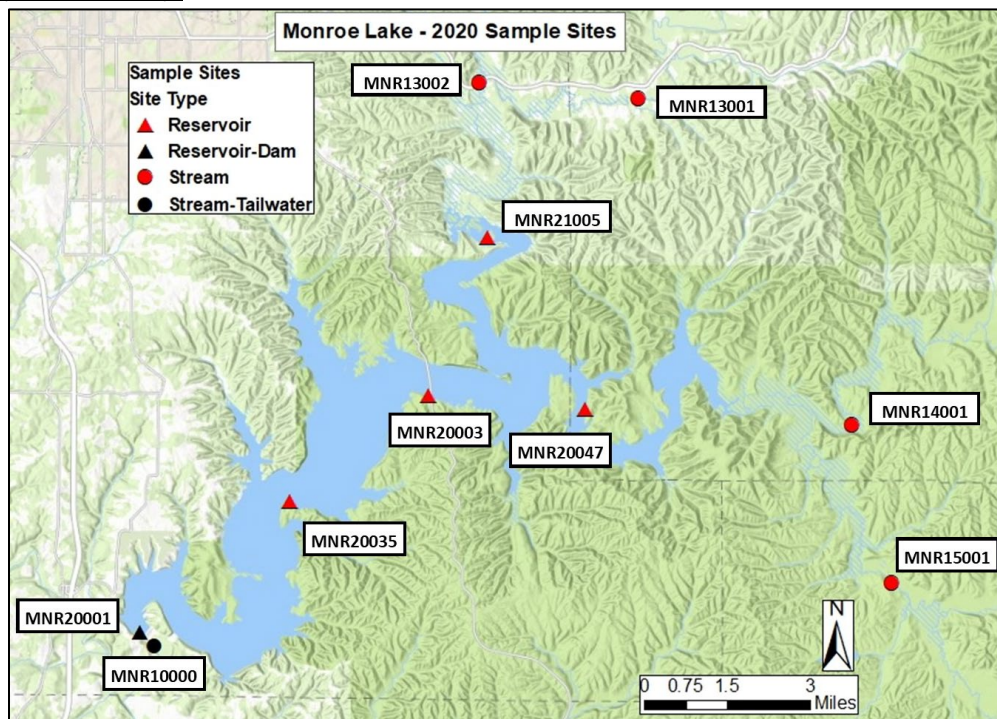 Monroe Lake - 2020 Sample Sites
Sample Sites
Site Type
Reservoir
Reservoir-Dam
Stream
Stream-Tailwater
MNR13002
MNR13001
MNR21005
MNR20003
MNR20047
MNR14001
MNR20035
MNR15001
MNR20001
MNR10000
N
0 0.75 1.5 3
Miles